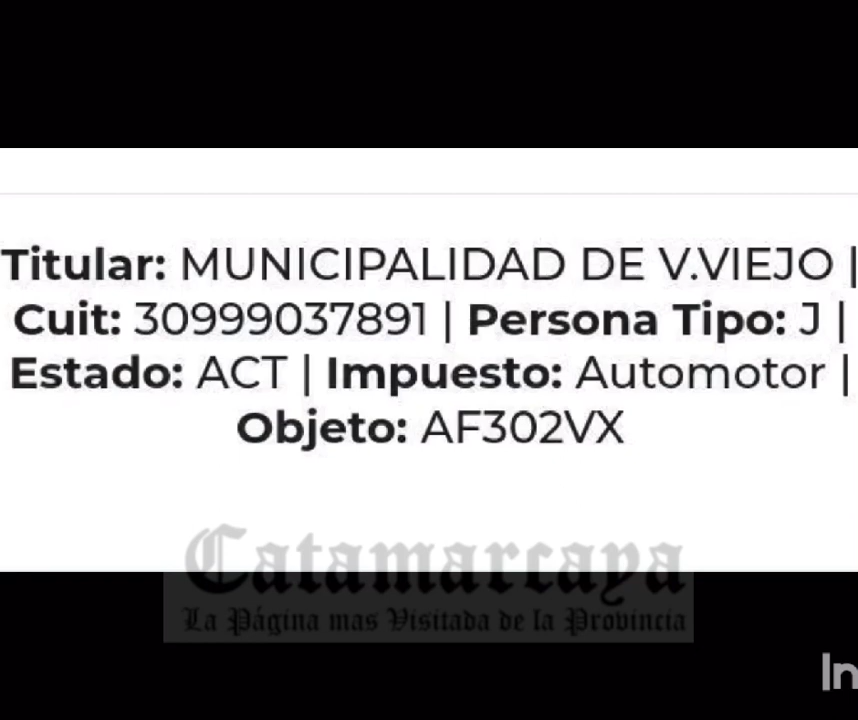 Titular: MUNICIPALIDAD DE V.VIEJO |
Cuit: 30999037891 | Persona Tipo: J |
Estado: ACT | Impuesto: Automotor |
Objeto: AF302VX
Catamarcaya
La Página mas Visitada de la Provincia
In